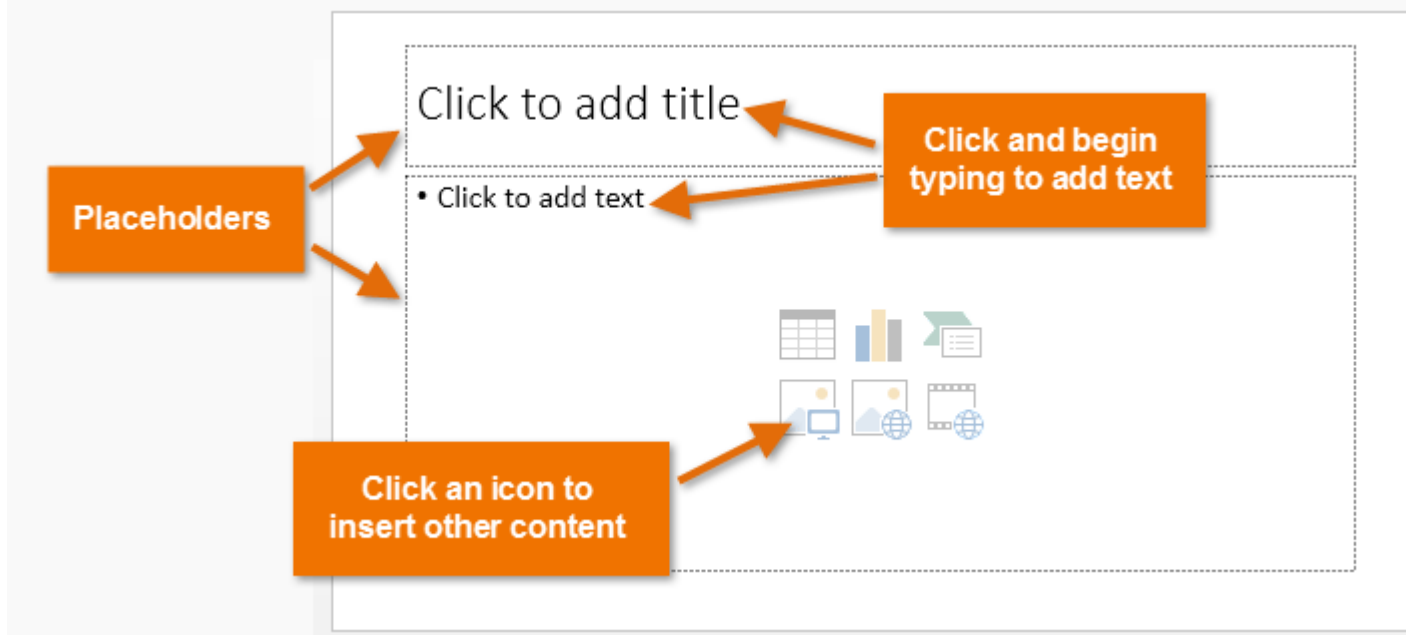 Click to add title
Click and begin
typing to add text
Placeholders
• Click to add text
Click an icon to
insert other content